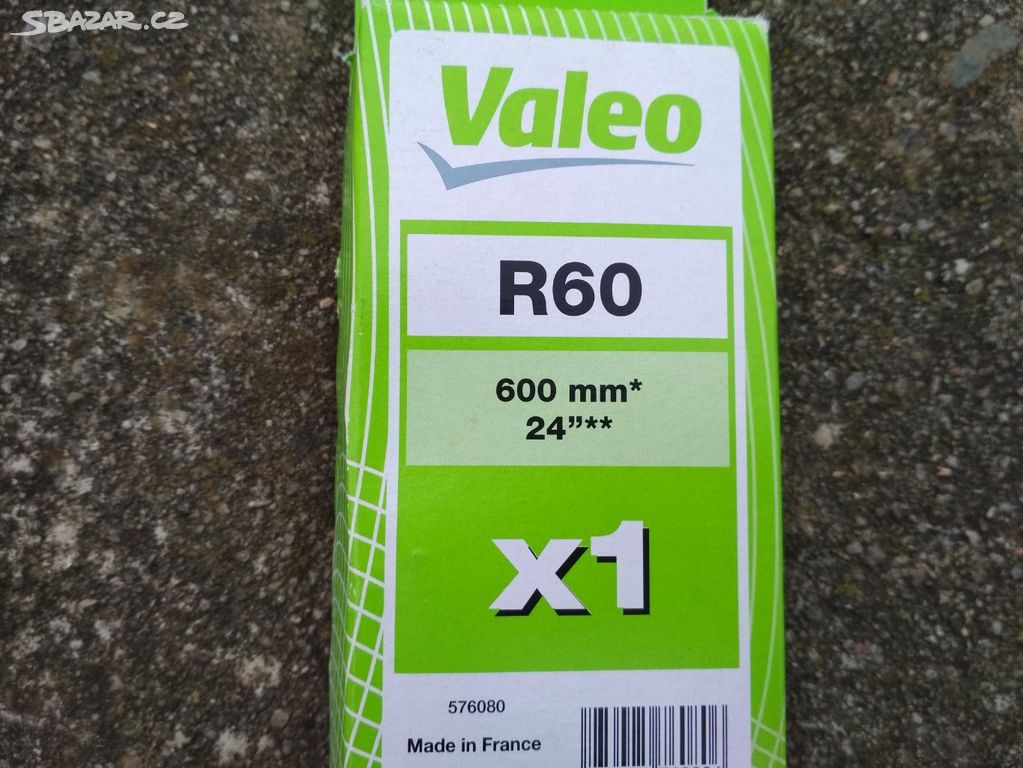 SBAZAR.CZ
Valeo
R60
600 mm*
24”**
x1
576080
Made in France